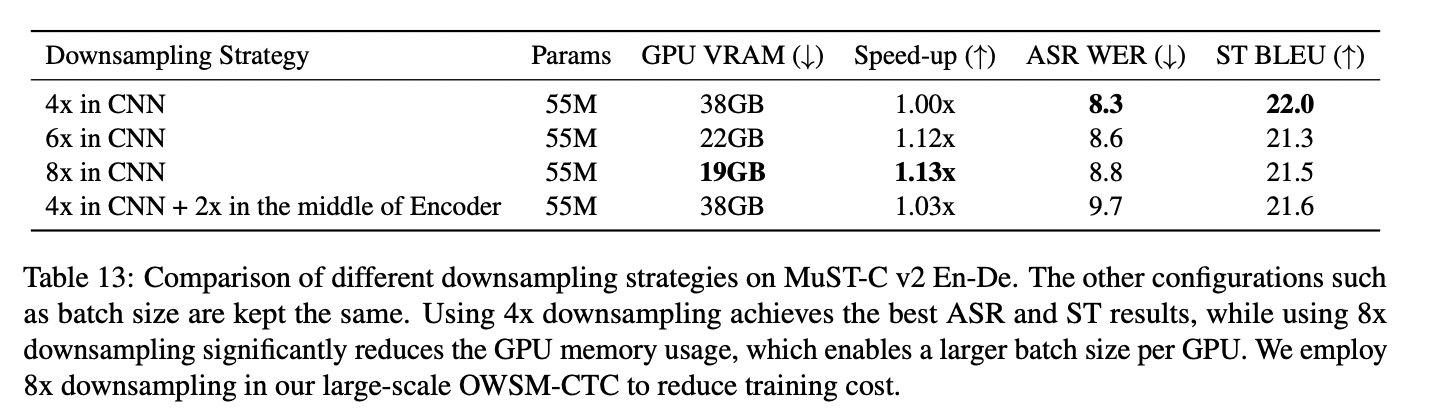 Downsampling Strategy Params GPU VRAM (↓) Speed-up (↑) ASR WER (↓) ST BLEU (↑)
4x in CNN 55M 38GB 1.00x 8.3 22.0
6x in CNN 55M 22GB 1.12x 8.6 21.3
8x in CNN 55M 19GB 1.13x 8.8 21.5
4x in CNN + 2x in the middle of Encoder 55M 38GB 1.03x 9.7 21.6
Table 13: Comparison of different downsampling strategies on MuST-C v2 En-De. The other configurations such
as batch size are kept the same. Using 4x downsampling achieves the best ASR and ST results, while using 8x
downsampling significantly reduces the GPU memory usage, which enables a larger batch size per GPU. We employ
8x downsampling in our large-scale OWSM-CTC to reduce training cost.